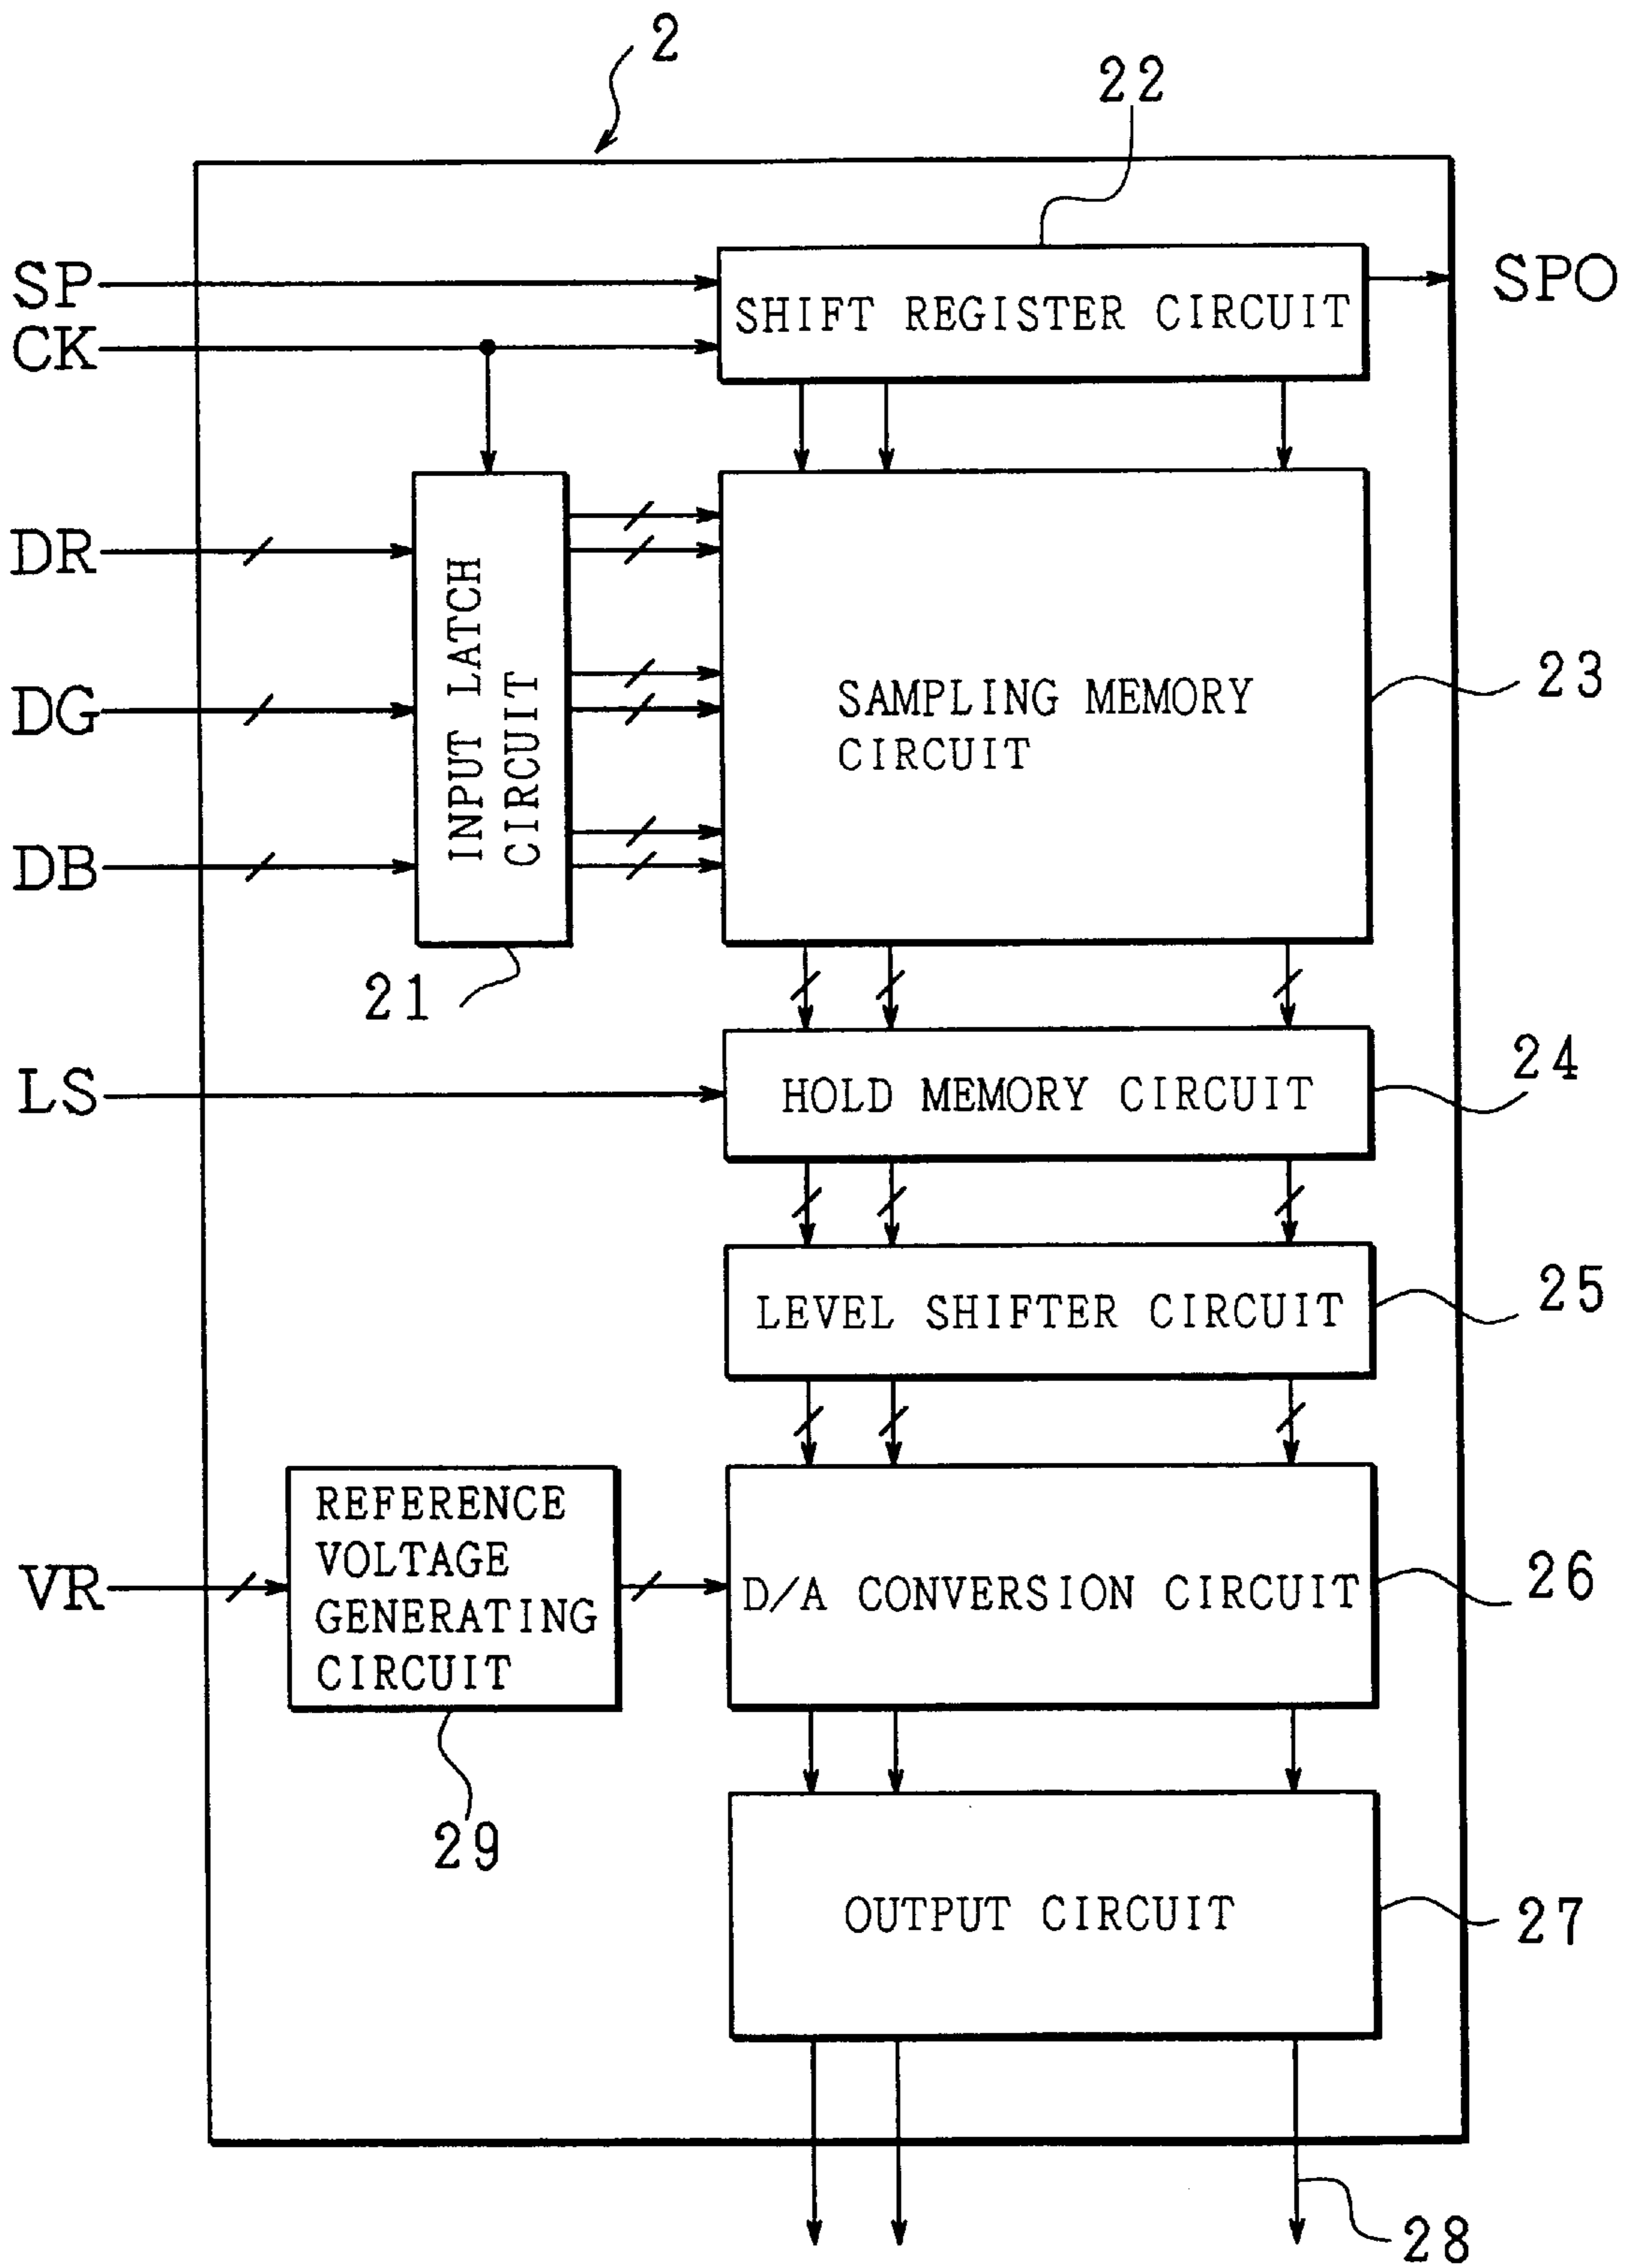 2
22
SP
SHIFT REGISTER CIRCUIT
SPO
CK
DR
INPUT LATCH
CIRCUIT
DG
SAMPLING MEMORY
CIRCUIT
23
DB
21
LS
HOLD MEMORY CIRCUIT
24
LEVEL SHIFTER CIRCUIT
25
VR
REFERENCE
VOLTAGE
GENERATING
CIRCUIT
D/A CONVERSION CIRCUIT
26
29
OUTPUT CIRCUIT
27
28